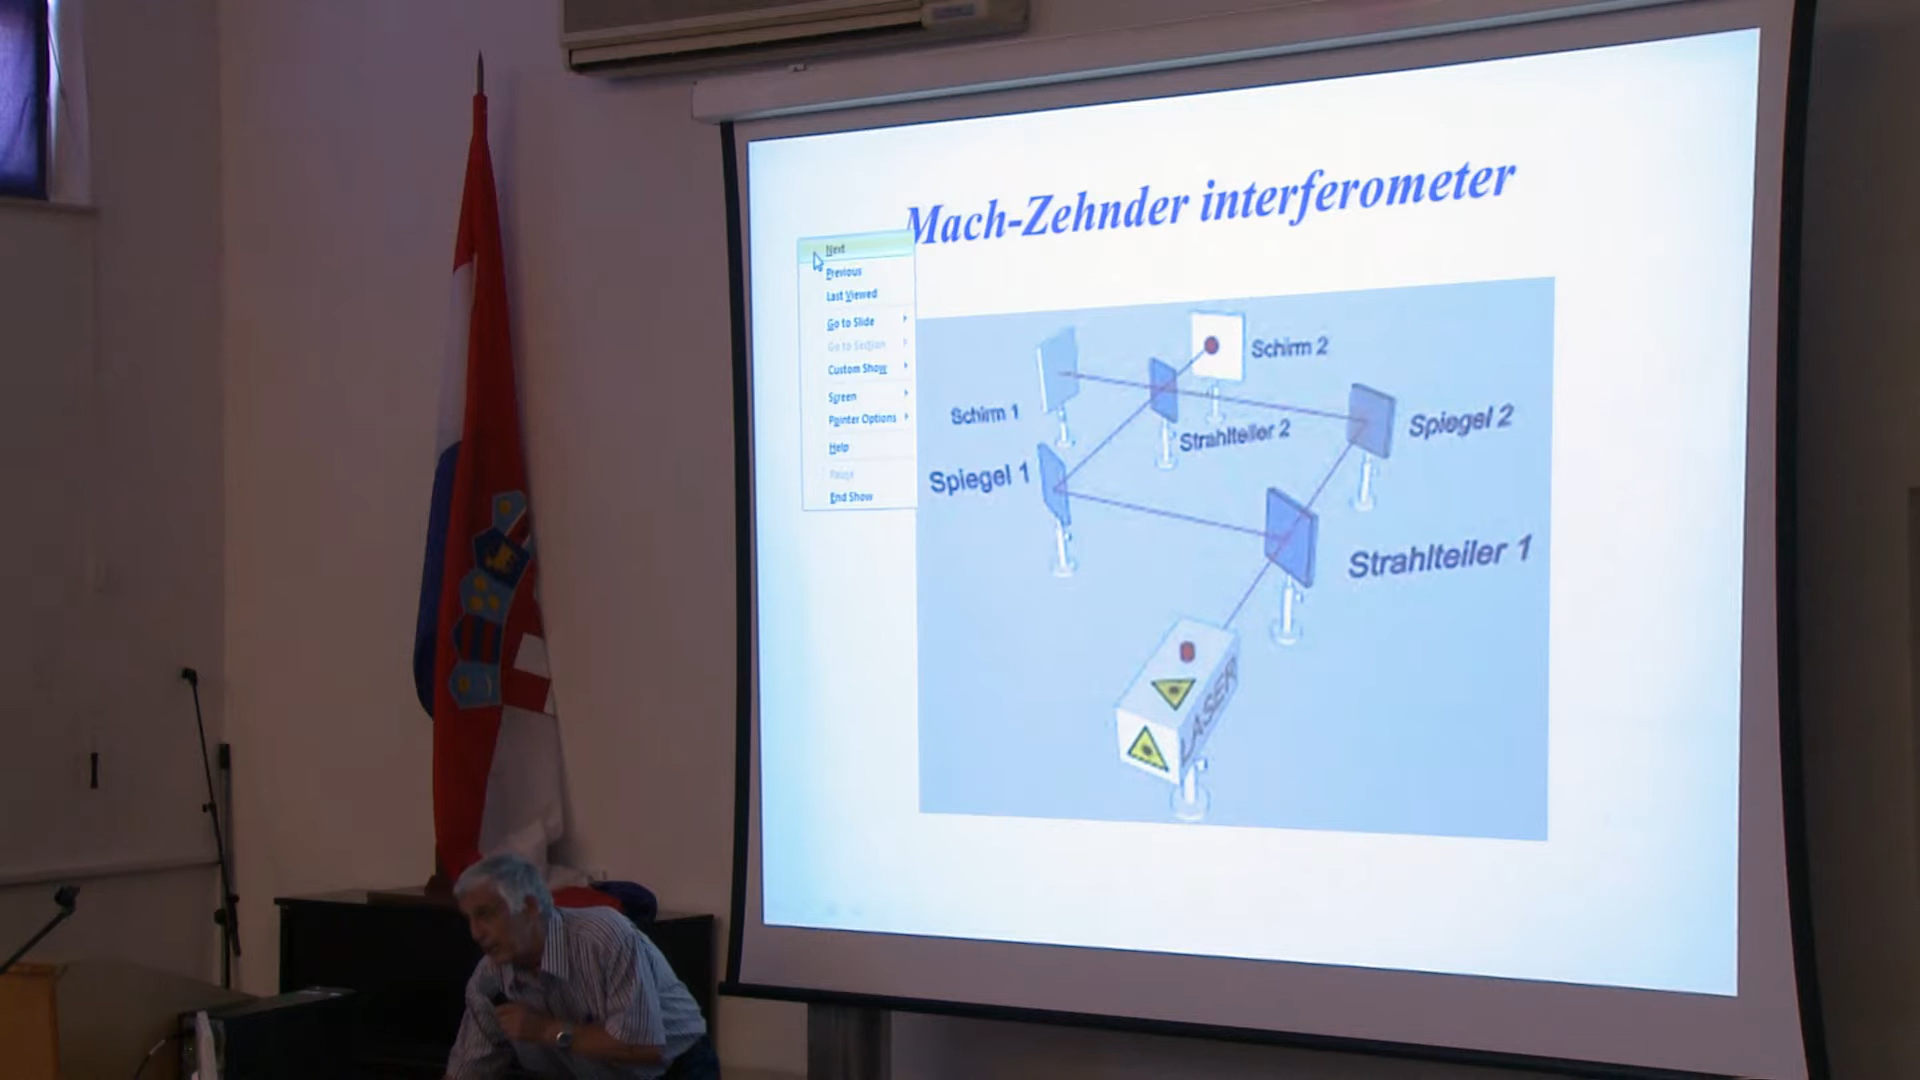 Mach-Zehnder interferometer
Next
Previous
Last Viewed
Go to Slide
Go to Section
Custom Show
Screen
Pointer Options
Help
Pause
End Show
Schirm 2
Schirm 1
Strahlteiler 2
Spiegel 2
Spiegel 1
Strahlteiler 1
LASER